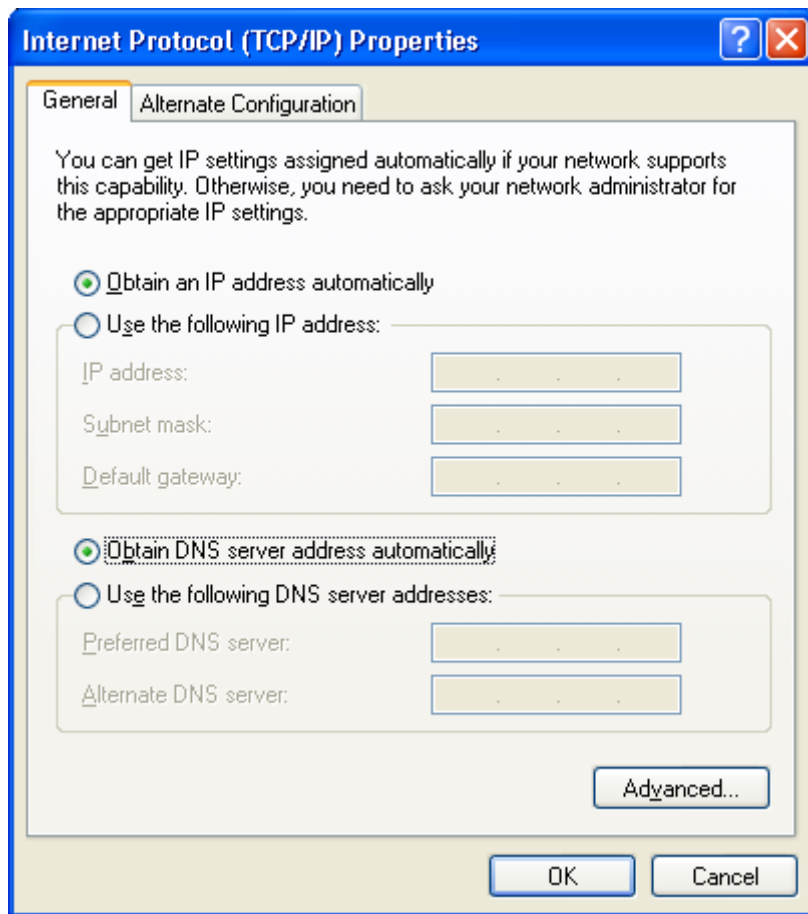 Internet Protocol (TCP/IP) Properties
General
Alternate Configuration
You can get IP settings assigned automatically if your network supports
this capability. Otherwise, you need to ask your network administrator for
the appropriate IP settings.
Obtain an IP address automatically
Use the following IP address:
IP address:
Subnet mask:
Default gateway:
Obtain DNS server address automatically
Use the following DNS server addresses:
Preferred DNS server:
Alternate DNS server:
Advanced...
OK
Cancel